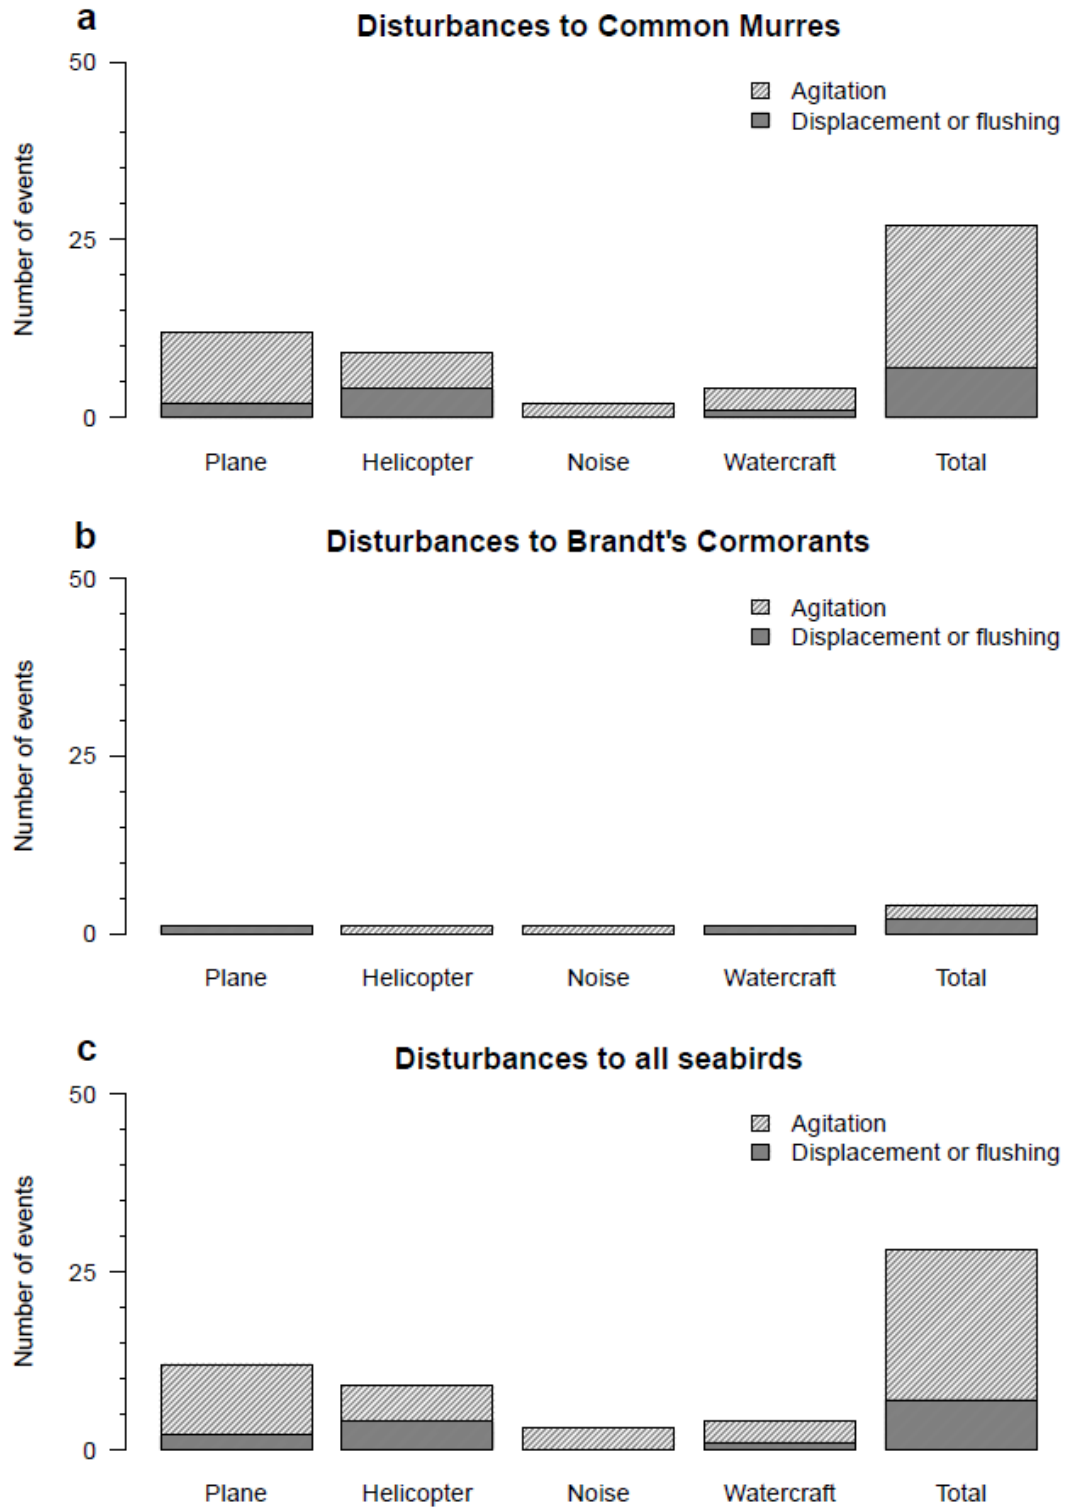 a
Disturbances to Common Murres
50
25
0
Number of events
Agitation
Displacement or flushing
Plane Helicopter Noise Watercraft Total
b
Disturbances to Brandt's Cormorants
50
25
0
Number of events
Agitation
Displacement or flushing
Plane Helicopter Noise Watercraft Total
c
Disturbances to all seabirds
50
25
0
Number of events
Agitation
Displacement or flushing
Plane Helicopter Noise Watercraft Total